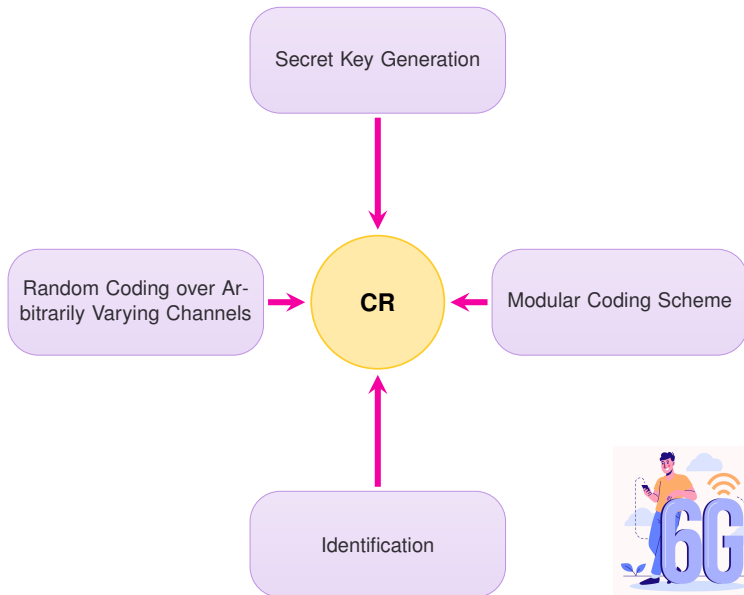 Secret Key Generation
Random Coding over Ar-
bitrarily Varying Channels
CR
Modular Coding Scheme
Identification
6G